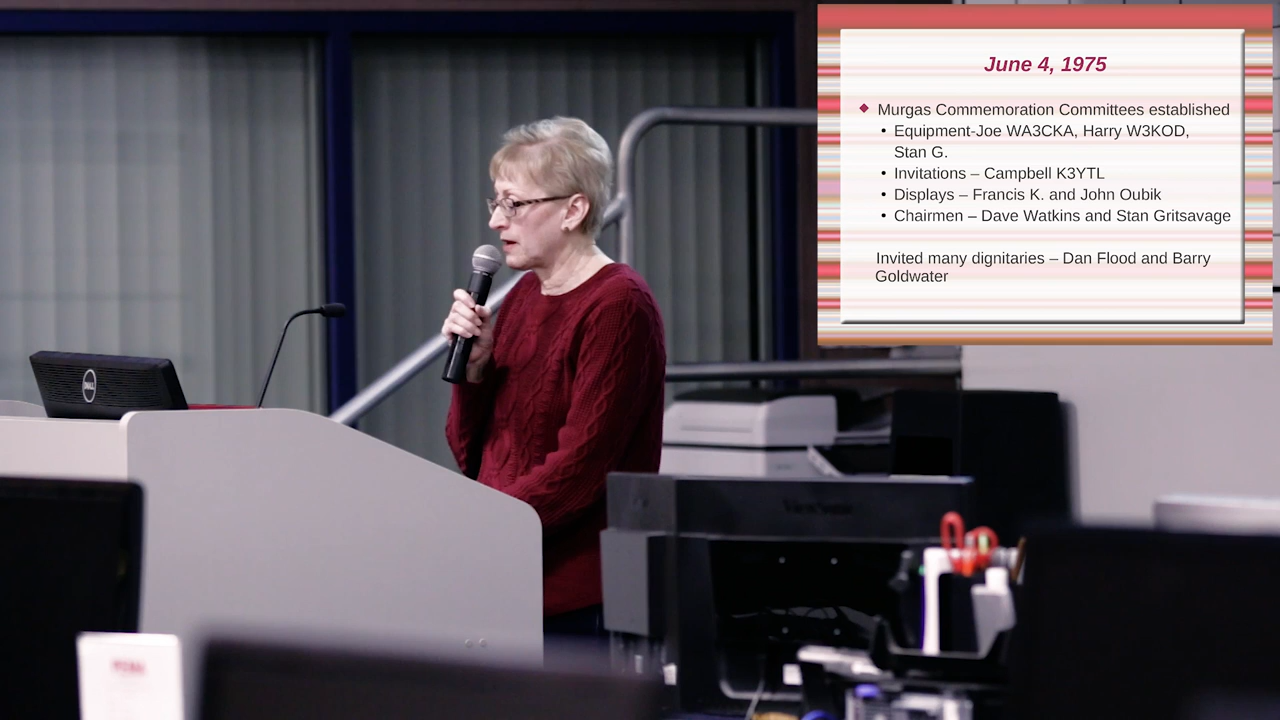 June 4, 1975
Murgas Commemoration Committees established
• Equipment-Joe WA3CKA, Harry W3KOD,
Stan G.
• Invitations – Campbell K3YTL
• Displays – Francis K. and John Oubik
• Chairmen – Dave Watkins and Stan Gritsavage
Invited many dignitaries – Dan Flood and Barry
Goldwater
DELL
ViewSonic